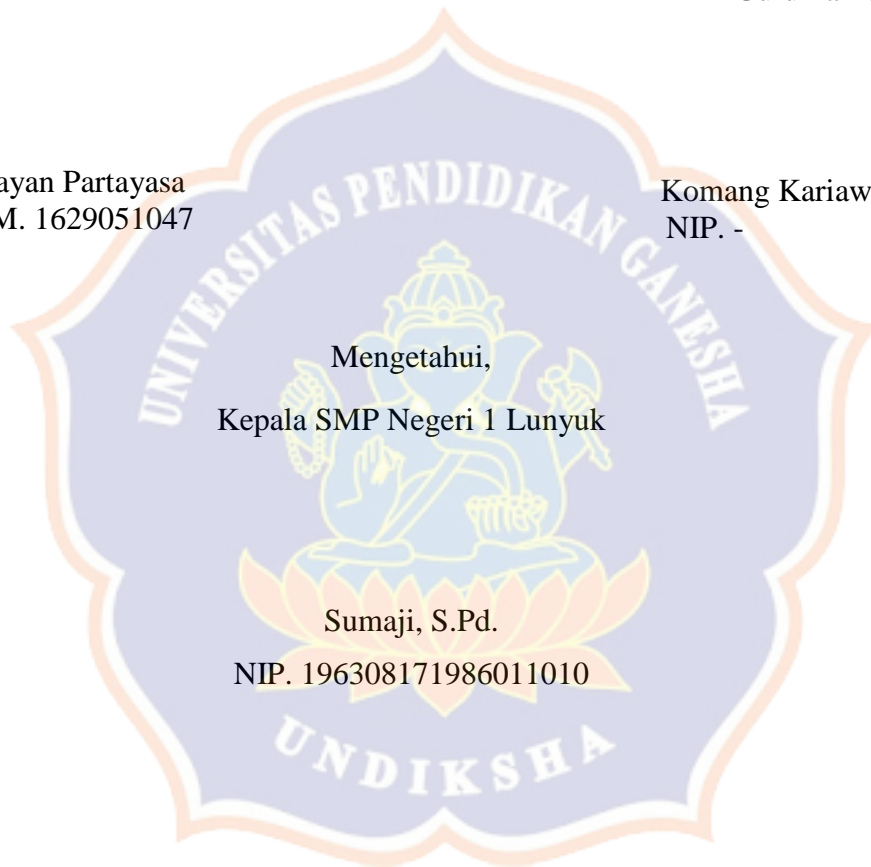 ayan Partayasa
M. 1629051047
Komang Kariaw
NIP. -
UNIVERSITAS PENDIDIKAN GANESHA
Mengetahui,
Kepala SMP Negeri 1 Lunyuk
Sumaji, S.Pd.
NIP. 196308171986011010
UNDIKSHA